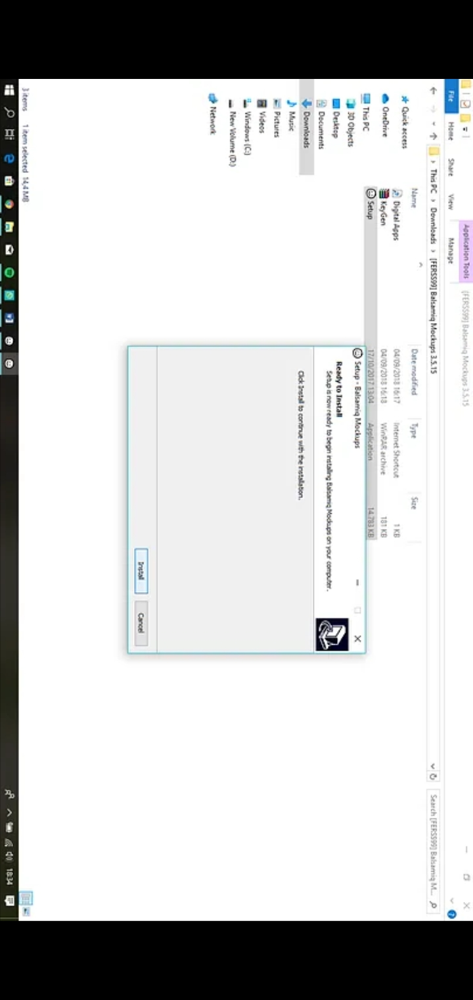 Application Tools
[FERSS99] Balsamiq Mockups 3.5.15
File
Home
Share
View
Manage
This PC
Downloads
[FERSS99] Balsamiq Mockups 3.5.15
Search [FERSS99] Balsamiq M...
Name
Date modified
Type
Size
Digital Apps
04/09/2018 16:17
Internet Shortcut
1 KB
KeyGen
04/09/2018 16:18
WinRAR archive
181 KB
Setup
17/10/2017 13:04
Application
14.783 KB
Quick access
OneDrive
This PC
3D Objects
Desktop
Documents
Downloads
Music
Pictures
Videos
Windows (C:)
New Volume (D:)
Network
Setup - Balsamiq Mockups
Ready to Install
Setup is now ready to begin installing Balsamiq Mockups on your computer.
Click Install to continue with the installation.
Install
Cancel
3 items
1 item selected 14,4 MB
18:34